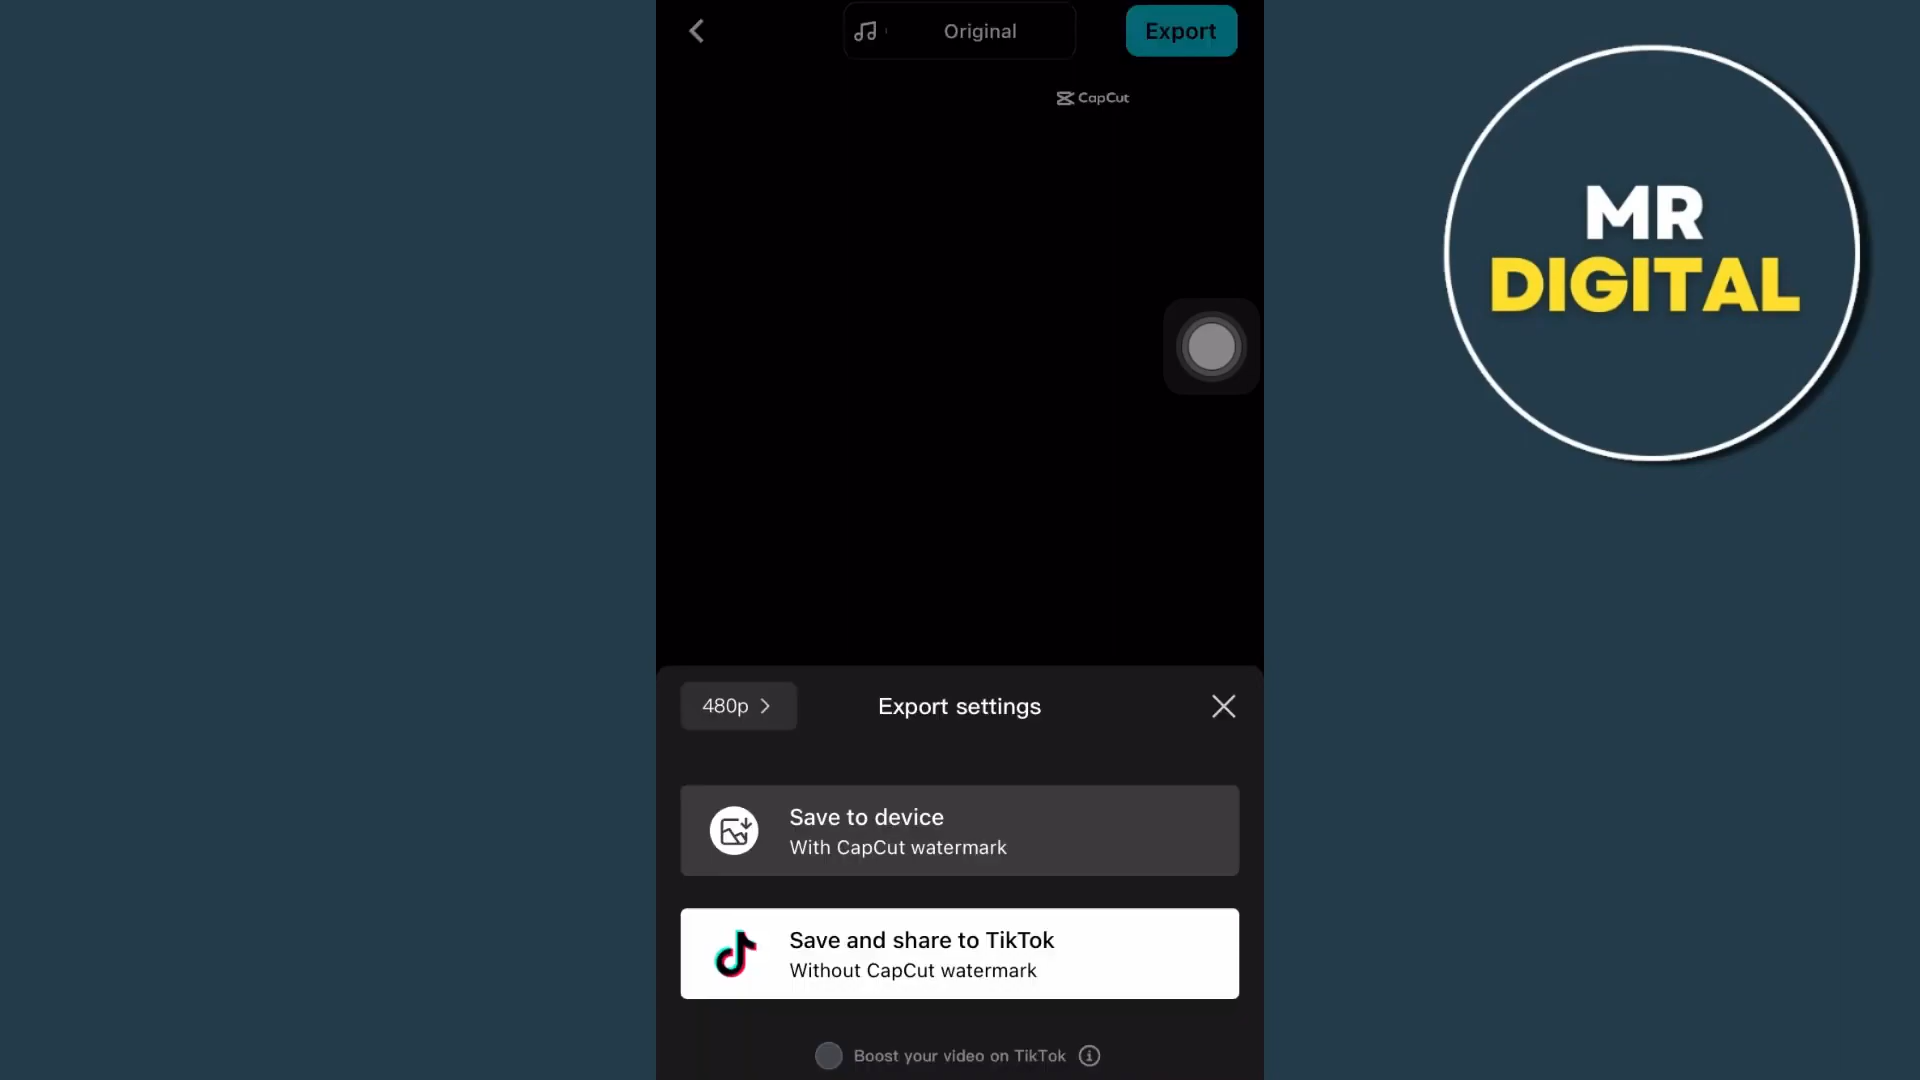 Original
Export
CapCut
MR
DIGITAL
480p
Export settings
Save to device
With CapCut watermark
Save and share to TikTok
Without CapCut watermark
Boost your video on TikTok